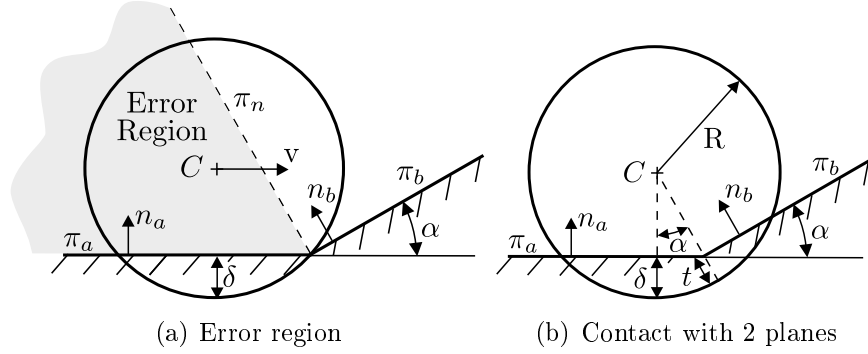 Error
Region
π_n
C
v
n_a
n_b
π_b
π_a
α
δ
(a) Error region
R
C
π_b
n_a
n_b
π_a
α
α
δ
t
(b) Contact with 2 planes